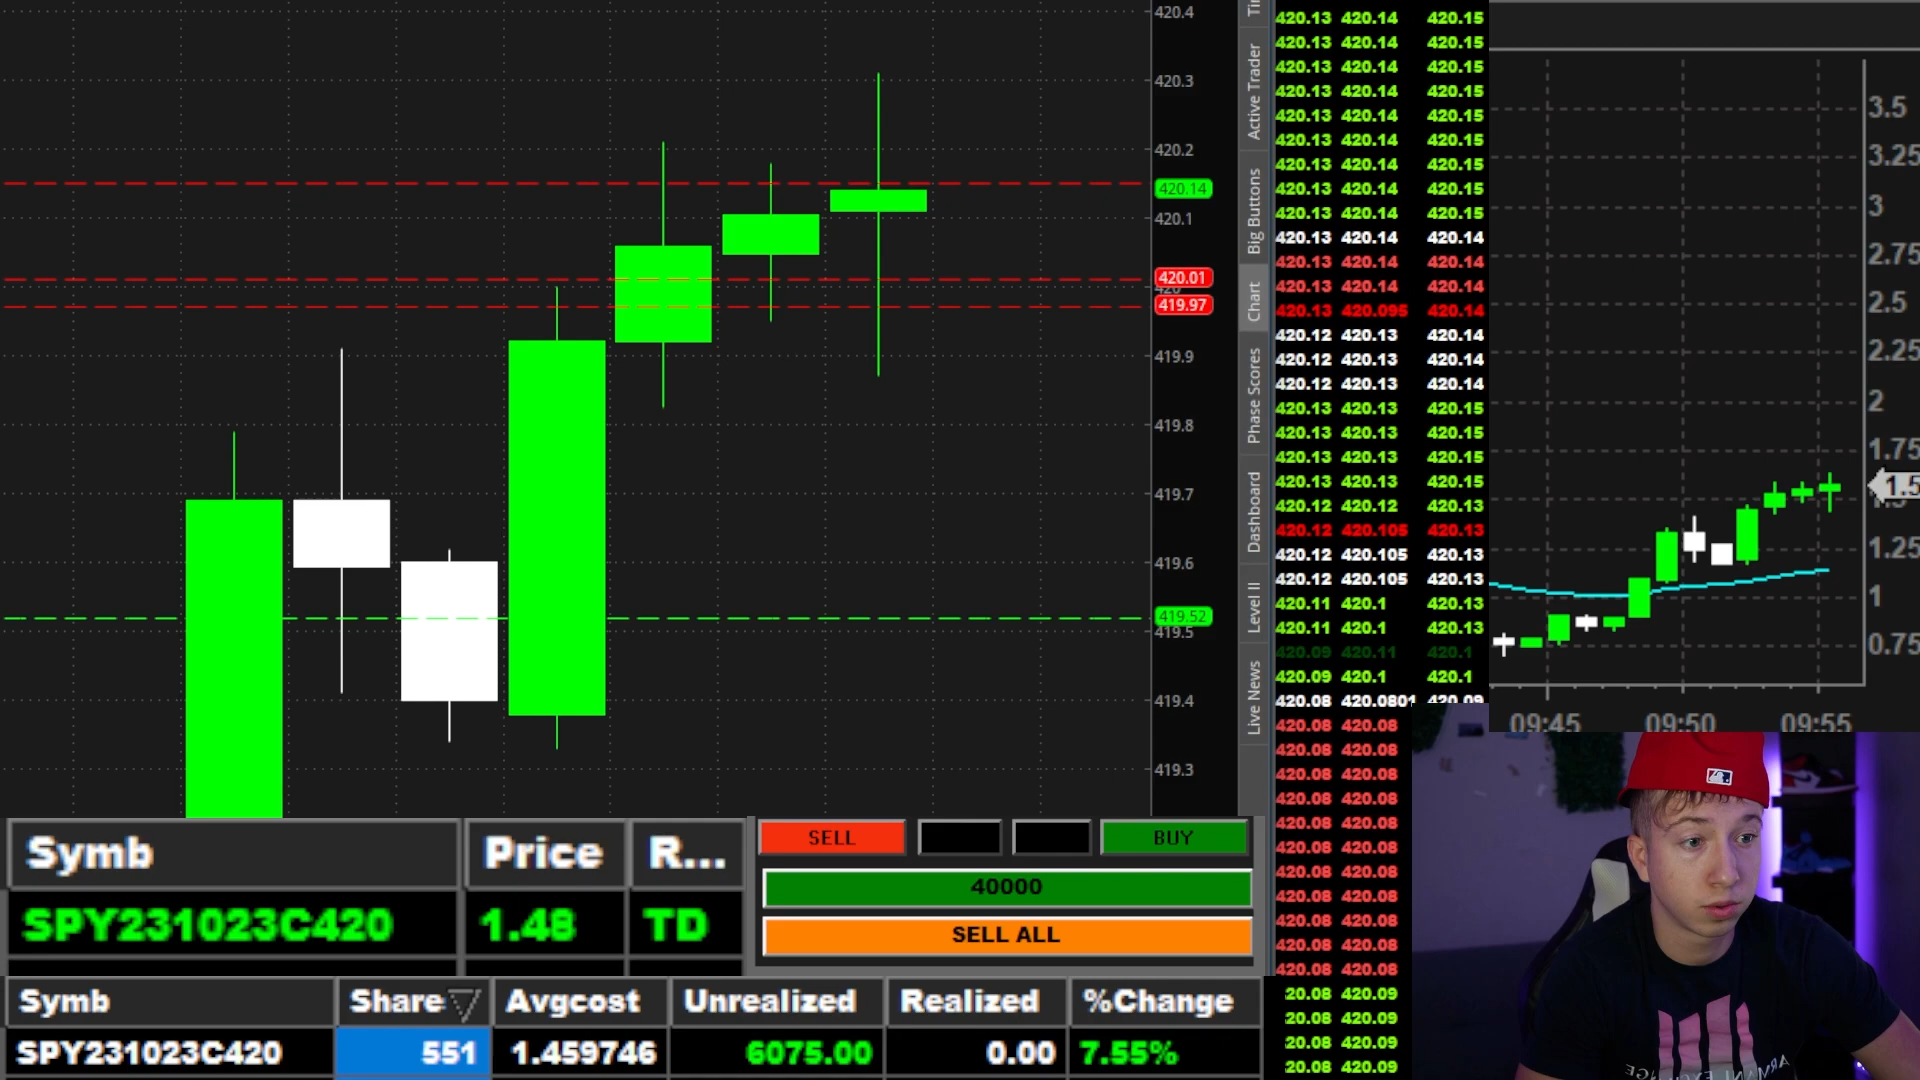 420.4
420.3
420.2
420.14
420.1
420.01
419.97
419.9
419.8
419.7
419.6
419.52
419.5
419.4
419.3
Active Trader
Big Buttons
Chart
Phase Scores
Dashboard
Level II
Live News
420.13 420.14 420.15
420.13 420.14 420.15
420.13 420.14 420.15
420.13 420.14 420.15
420.13 420.14 420.15
420.13 420.14 420.15
420.13 420.14 420.15
420.13 420.14 420.15
420.13 420.14 420.15
420.13 420.14 420.14
420.13 420.14 420.14
420.13 420.14 420.14
420.13 420.095 420.14
420.12 420.13 420.14
420.12 420.13 420.14
420.12 420.13 420.14
420.13 420.13 420.15
420.13 420.13 420.15
420.13 420.13 420.15
420.13 420.13 420.15
420.12 420.12 420.13
420.12 420.105 420.13
420.12 420.105 420.13
420.12 420.105 420.13
420.11 420.1 420.13
420.11 420.1 420.13
420.09 420.11 420.1
420.09 420.1 420.1
420.08 420.0801 420.09
420.08 420.08
420.08 420.08
420.08 420.08
420.08 420.08
420.08 420.08
420.08 420.08
420.08 420.08
420.08 420.08
420.08 420.08
420.08 420.08
420.08 420.08
20.08 420.09
20.08 420.09
20.08 420.09
20.08 420.09
3.5
3.25
3
2.75
2.5
2.25
2
1.75
1.5
1.25
1
0.75
09:45 09:50 09:55
Symb Price R...
SPY231023C420 1.48 TD
SELL BUY
40000
SELL ALL
Symb Share Avgcost Unrealized Realized %Change
SPY231023C420 551 1.459746 6075.00 0.00 7.55%